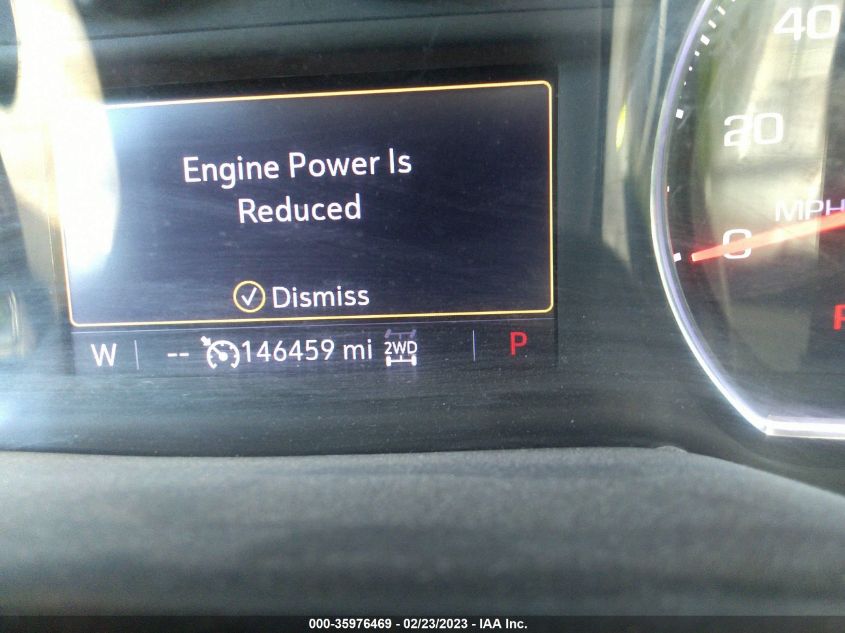 40
20
MPH
0
Engine Power Is
Reduced
Dismiss
W -- 146459 mi 2WD P
000-35976469 - 02/23/2023 - IAA Inc.